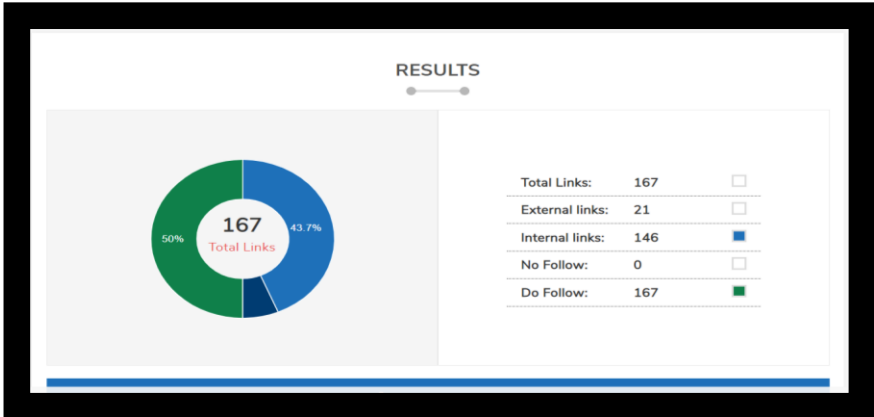 RESULTS
50%
167
Total Links
43.7%
Total Links: 167
External links: 21
Internal links: 146
No Follow: 0
Do Follow: 167